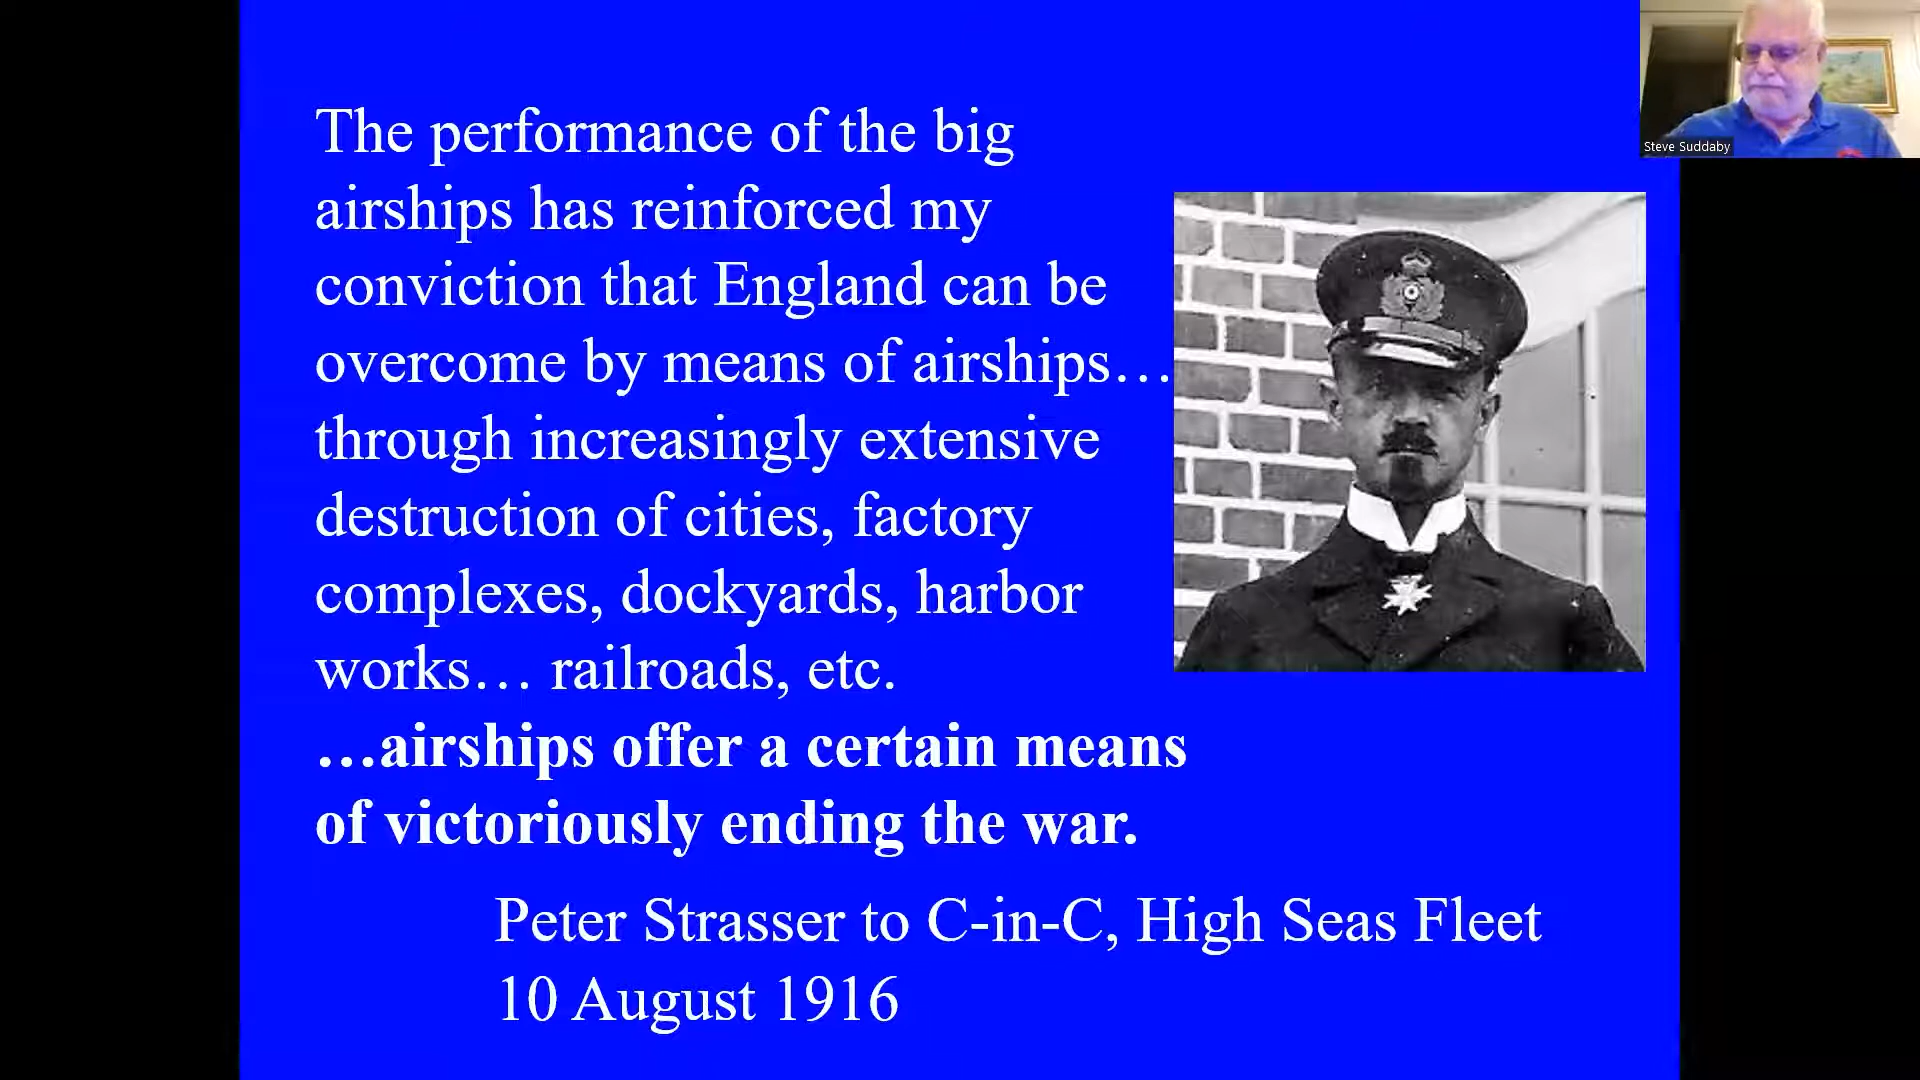 The performance of the big
airships has reinforced my
conviction that England can be
overcome by means of airships…
through increasingly extensive
destruction of cities, factory
complexes, dockyards, harbor
works… railroads, etc.
…airships offer a certain means
of victoriously ending the war.
Peter Strasser to C-in-C, High Seas Fleet
10 August 1916
Steve Suddaby